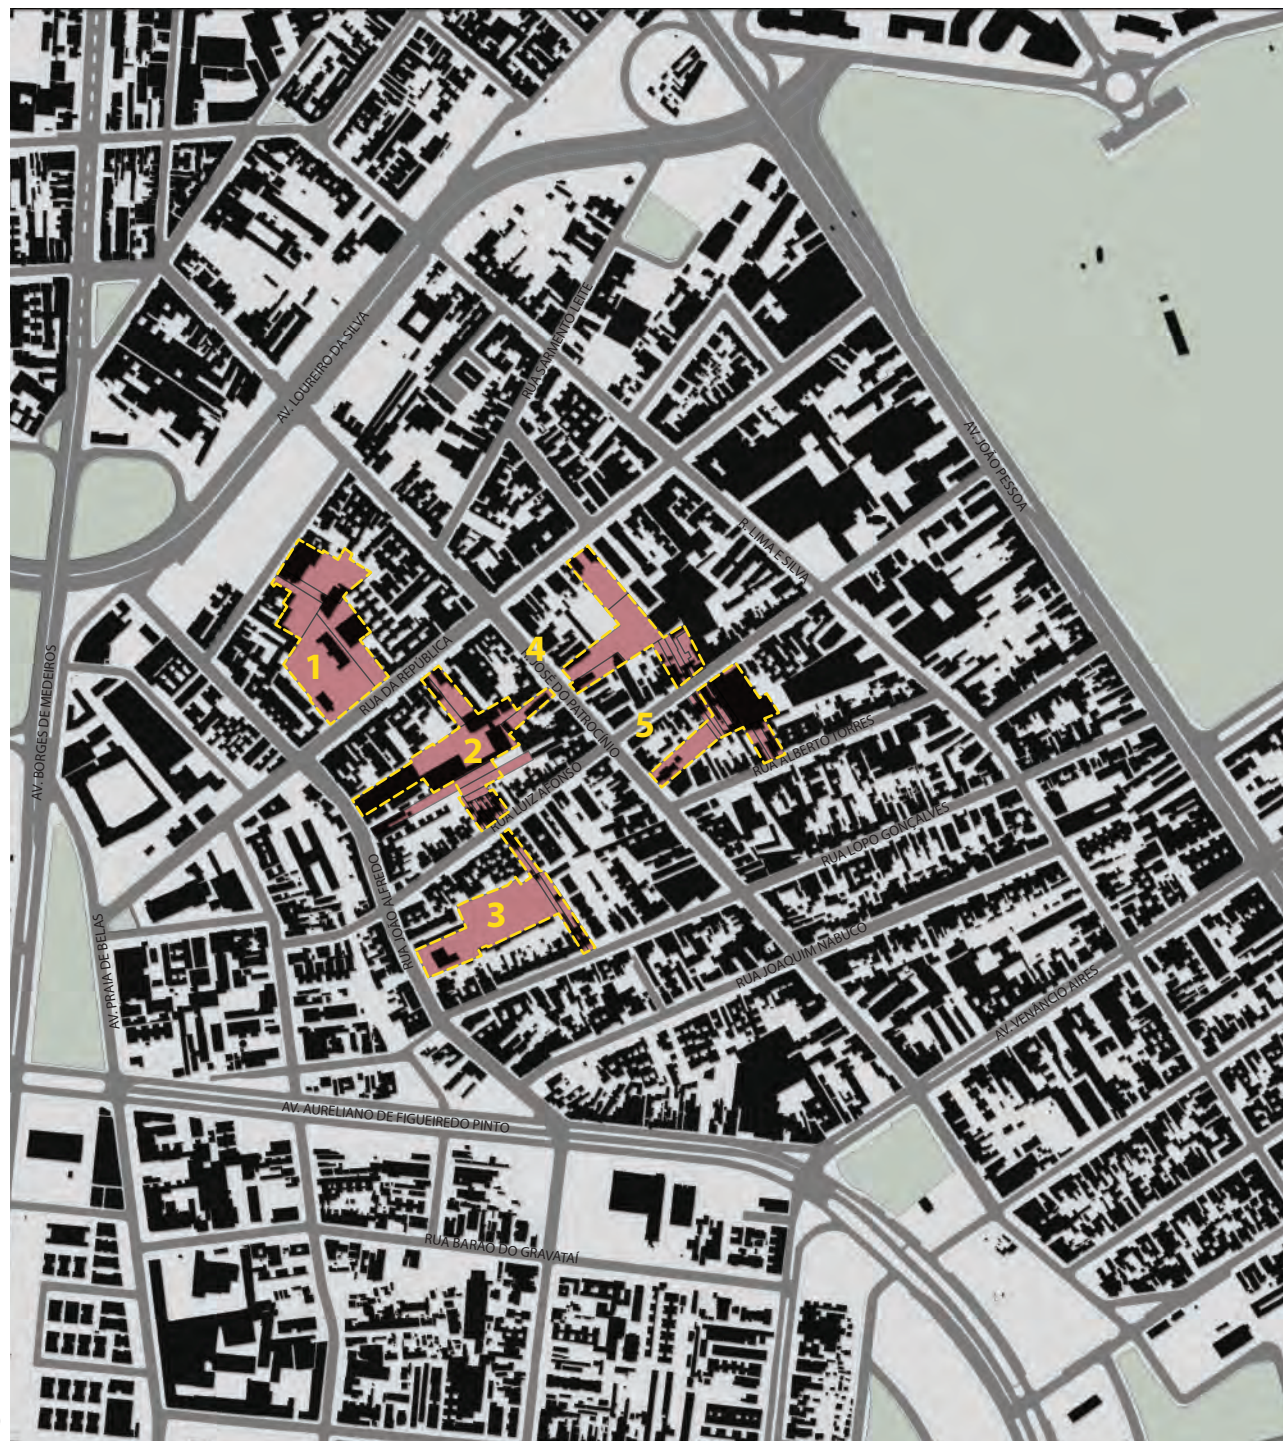 RUA SARMENTO LEITE
AV. LOUREIRO DA SILVA
AV. JOÃO PESSOA
R. LIMA E SILVA
4
RUA DA REPÚBLICA
1
JOSÉ DO PATROCÍNIO
AV. BORGES DE MEDEIROS
5
2
RUA ALBERTO TORRES
RUA LUIZ AFONSO
RUA LOPO GONÇALVES
3
RUA JOÃO ALFREDO
RUA JOAQUIM NABUCO
AV. PRAIA DE BELAS
AV. VENANCIO AIRES
AV. AURELIANO DE FIGUEIREDO PINTO
RUA BARÃO DO GRAVATAÍ